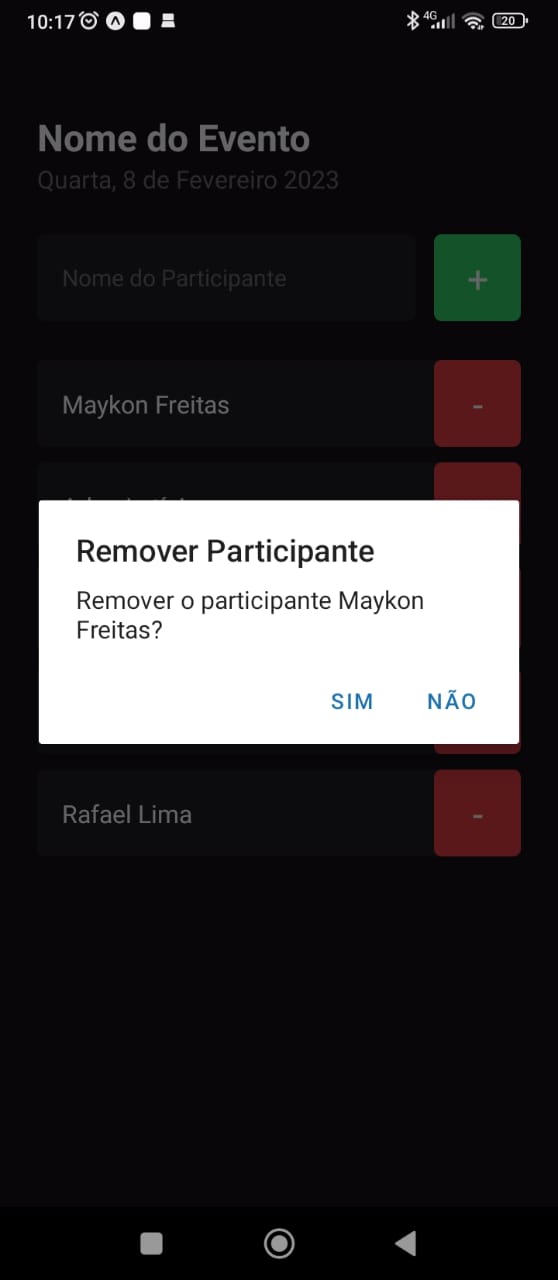 10:17
4G
20
Nome do Evento
Quarta, 8 de Fevereiro 2023
Nome do Participante
+
Maykon Freitas
-
Remover Participante
Remover o participante Maykon
Freitas?
SIM NÃO
Rafael Lima
-